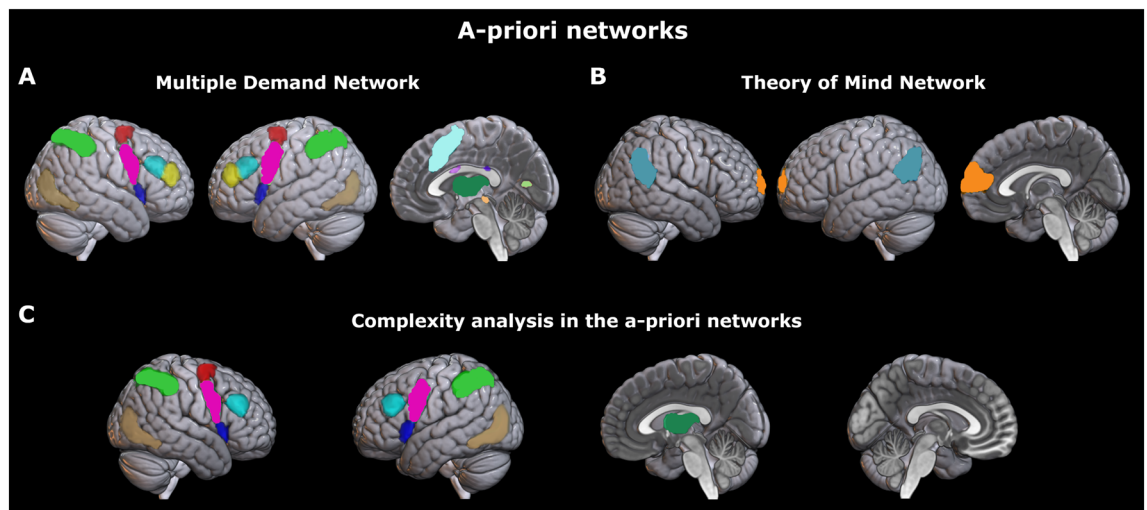 A-priori networks
A
Multiple Demand Network
B
Theory of Mind Network
C
Complexity analysis in the a-priori networks